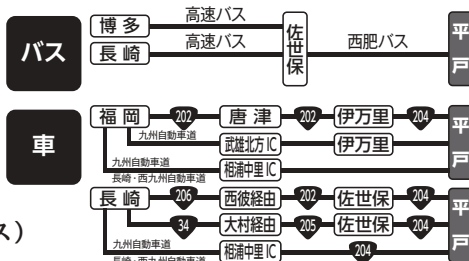 バス
博多 高速バス 佐世保 西肥バス 平戸
長崎 高速バス
車
福岡 202 唐津 202 伊万里 204 平戸
九州自動車道 武雄北方IC 伊万里
九州自動車道 相浦中里IC
長崎・西九州自動車道
長崎 206 西彼経由 202 佐世保 204 平戸
34 大村経由 205 佐世保 204
九州自動車道 相浦中里IC 204
長崎・西九州自動車道
ス）